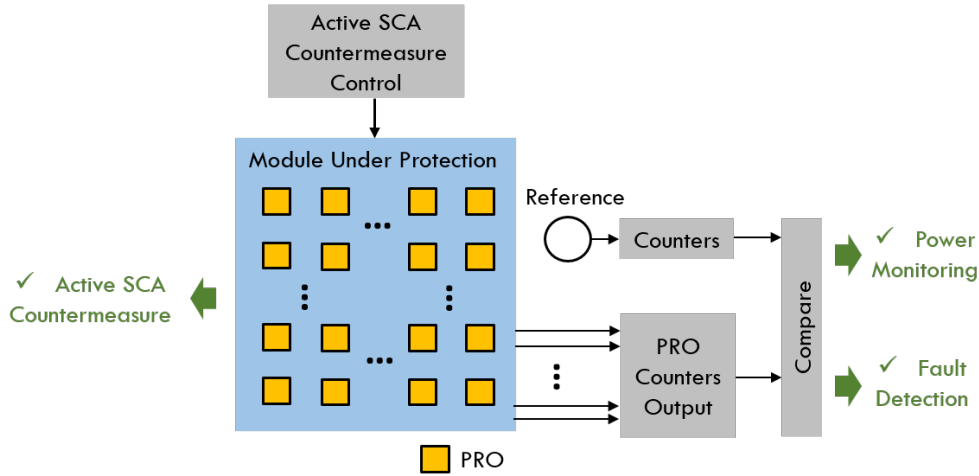 Active SCA
Countermeasure
Control
Module Under Protection
Reference
Counters
Compare
✓ Power
Monitoring
✓ Active SCA
Countermeasure
PRO
Counters
Output
✓ Fault
Detection
PRO